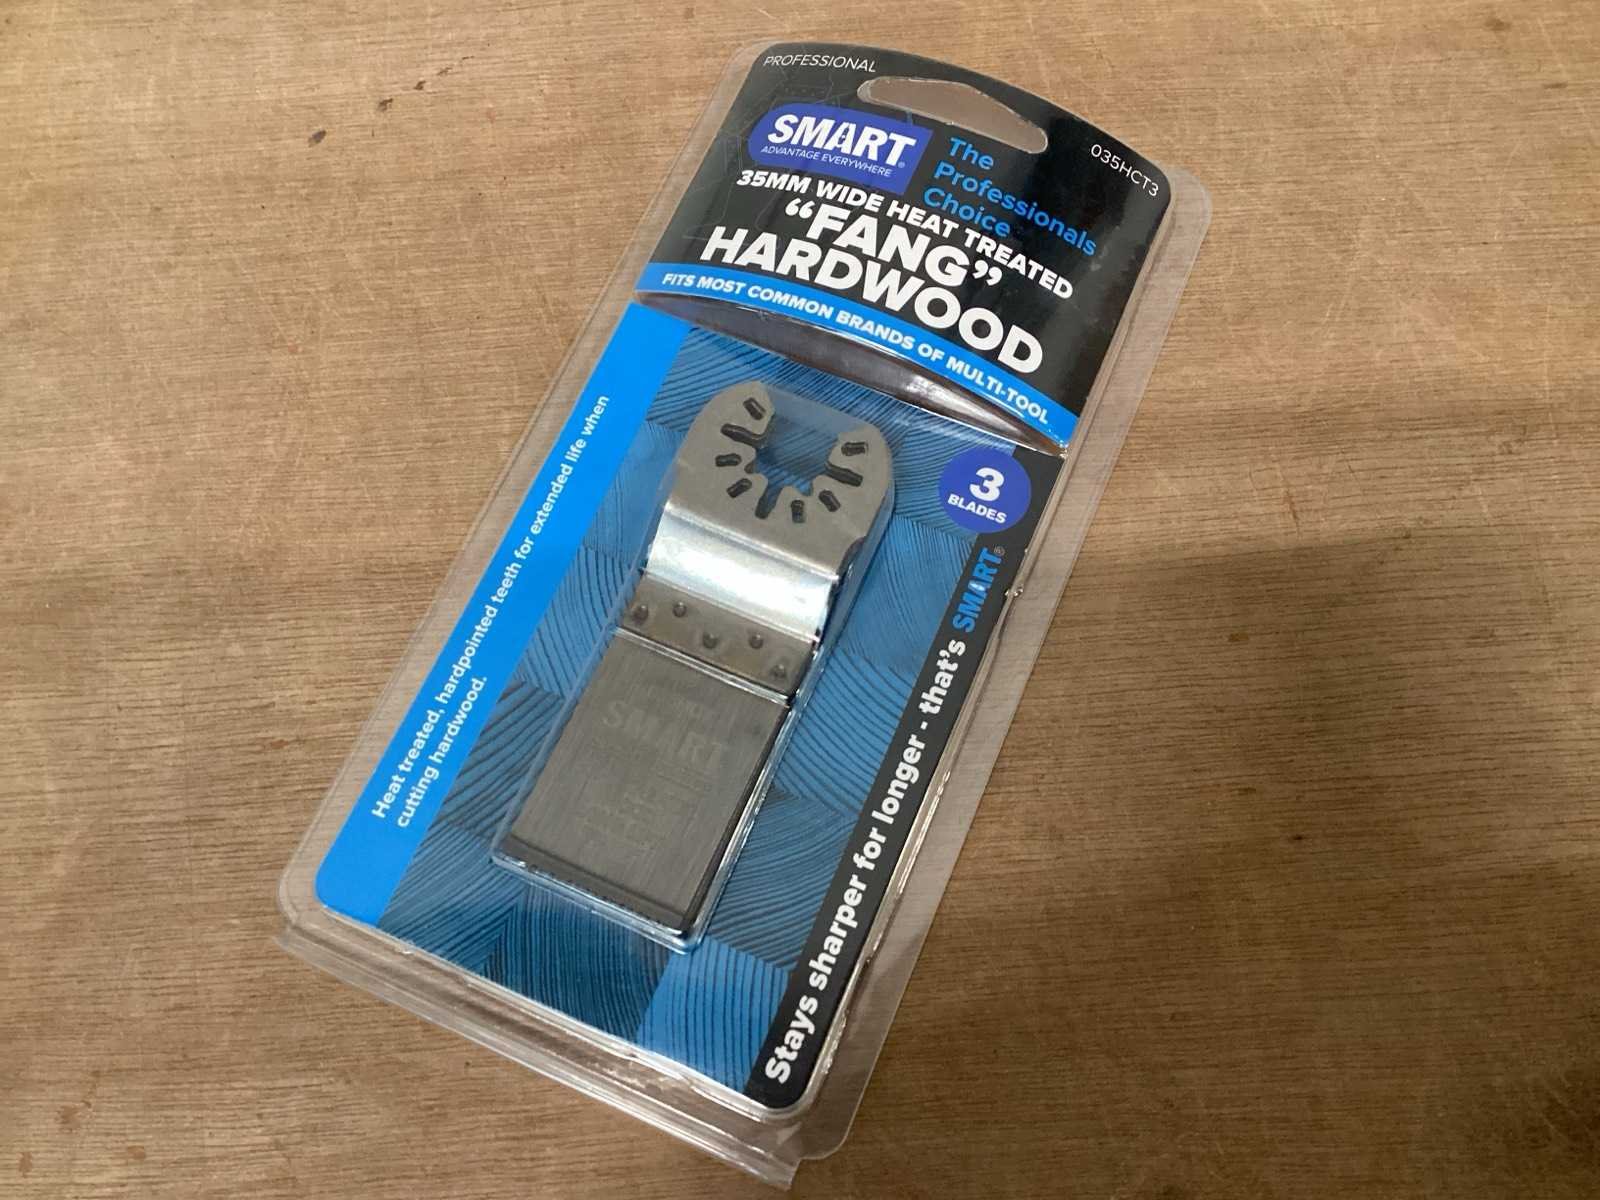 PROFESSIONAL
035HCT3
SMART®
ADVANTAGE EVERYWHERE
The
Professionals
Choice
35MM WIDE HEAT TREATED
“FANG”
HARDWOOD
FITS MOST COMMON BRANDS OF MULTI-TOOL
3
BLADES
Heat treated, hardpointed teeth for extended life when
cutting hardwood.
Stays sharper for longer - that's SMART®
SMART